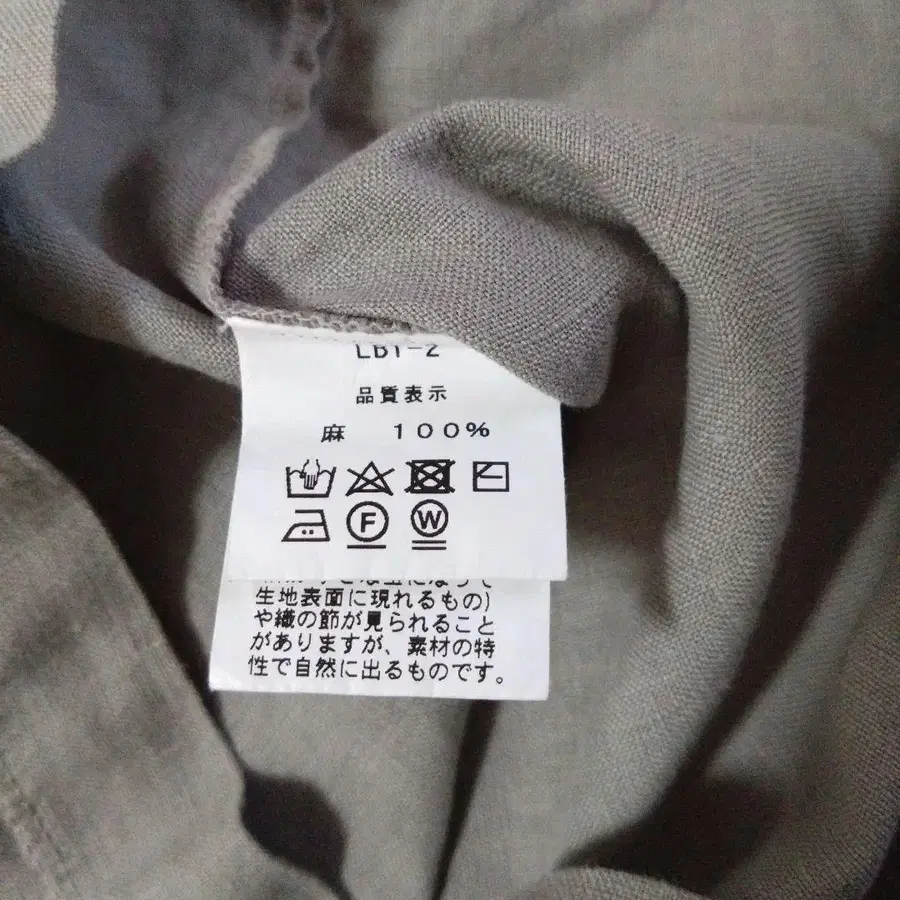 LBT-2
品質表示
麻 100%
F W
生地表面に現れるもの)
や織の節が見られること
がありますが、素材の特
性で自然に出るものです。